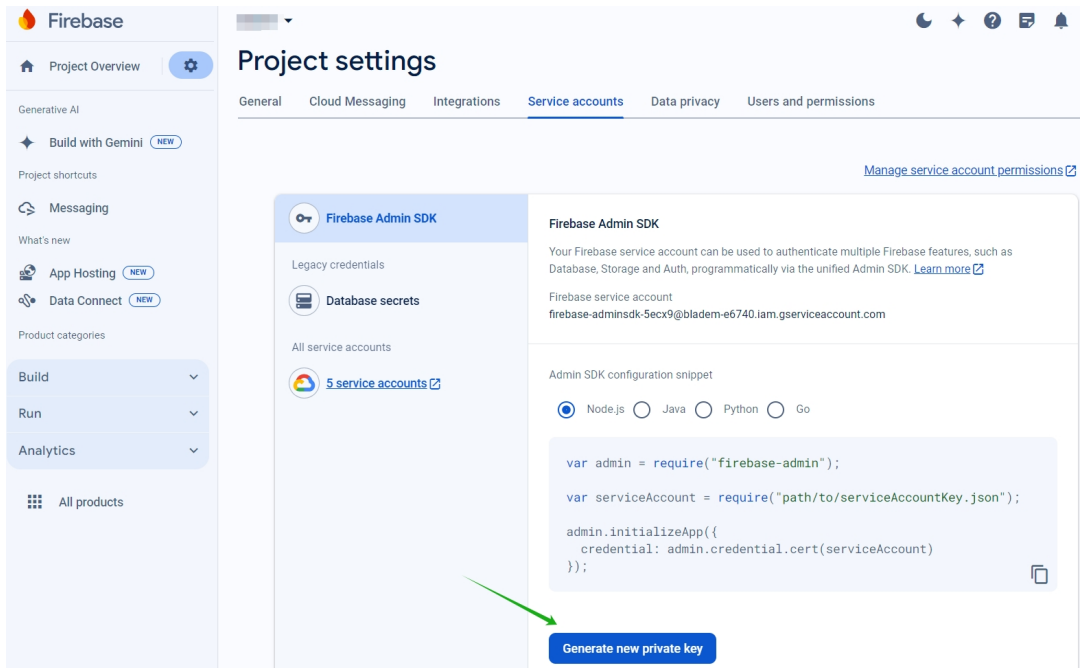 Firebase
Project Overview
Generative AI
Build with Gemini NEW
Project shortcuts
Messaging
What's new
App Hosting NEW
Data Connect NEW
Product categories
Build
Run
Analytics
All products
Project settings
General Cloud Messaging Integrations Service accounts Data privacy Users and permissions
Manage service account permissions
Firebase Admin SDK
Legacy credentials
Database secrets
All service accounts
5 service accounts
Firebase Admin SDK
Your Firebase service account can be used to authenticate multiple Firebase features, such as
Database, Storage and Auth, programmatically via the unified Admin SDK. Learn more
Firebase service account
firebase-adminsdk-5ecx9@bladem-e6740.iam.gserviceaccount.com
Admin SDK configuration snippet
Node.js Java Python Go
var admin = require("firebase-admin");
var serviceAccount = require("path/to/serviceAccountKey.json");
admin.initializeApp({
credential: admin.credential.cert(serviceAccount)
});
Generate new private key